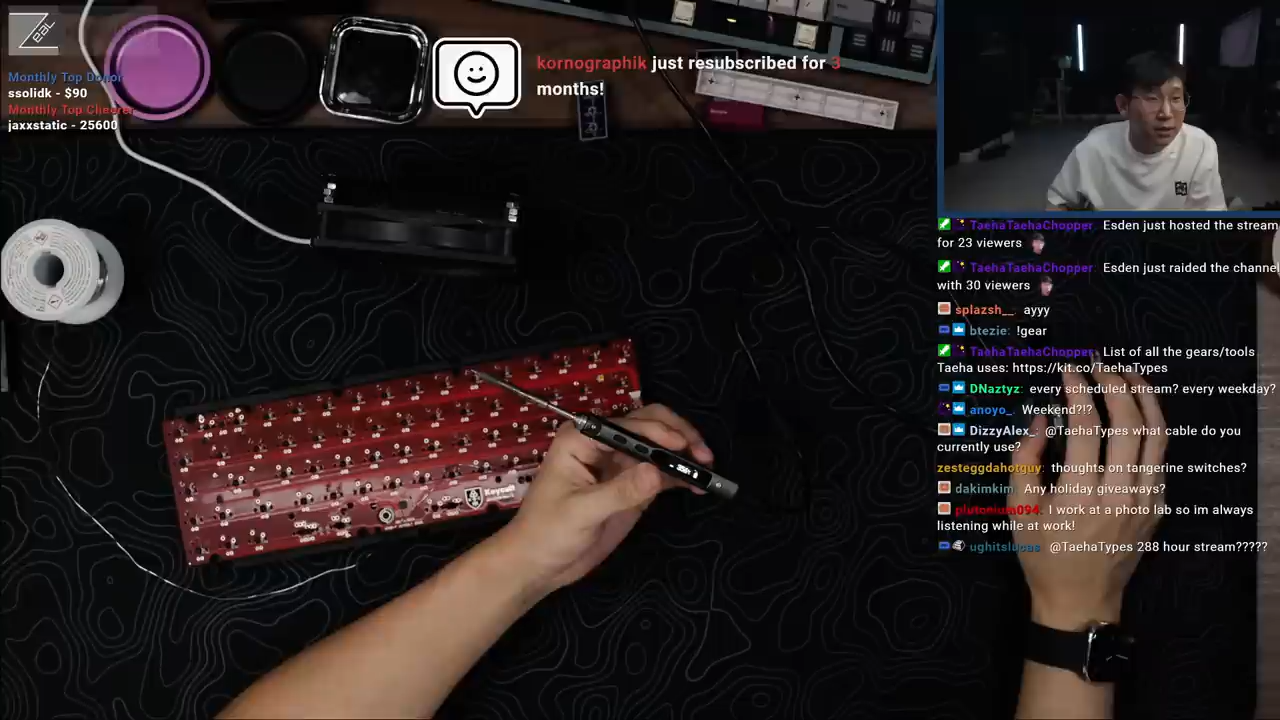 Zeal
Monthly Top Donor
ssolidk - $90
Monthly Top Cheerer
jaxxstatic - 25600
kornographik just resubscribed for 3
months!
TaehaTaehaChopper: Esden just hosted the stream
for 23 viewers
TaehaTaehaChopper: Esden just raided the channel
with 30 viewers
splazsh__: ayyy
btezie: !gear
TaehaTaehaChopper: List of all the gears/tools
Taeha uses: https://kit.co/TaehaTypes
DNaztyz: every scheduled stream? every weekday?
anoyo_: Weekend?!?
DizzyAlex_: @TaehaTypes what cable do you
currently use?
zesteggdahotguy: thoughts on tangerine switches?
dakimkim: Any holiday giveaways?
plutonium094: I work at a photo lab so im always
listening while at work!
ughitslucas: @TaehaTypes 288 hour stream?????
Keycult